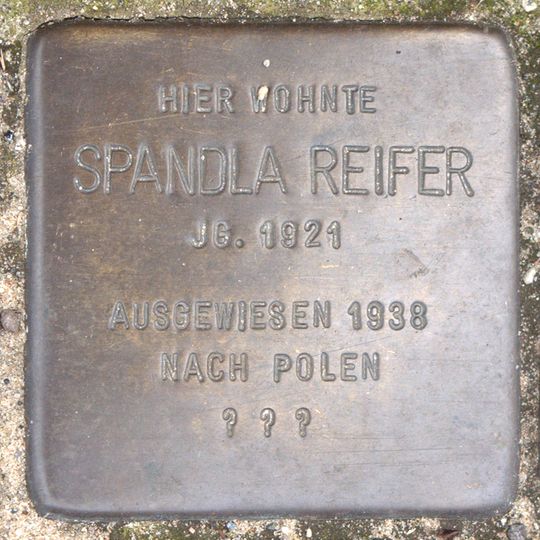 HIER WOHNTE
SPANDLA REIFER
JG. 1921
AUSGEWIESEN 1938
NACH POLEN
? ? ?